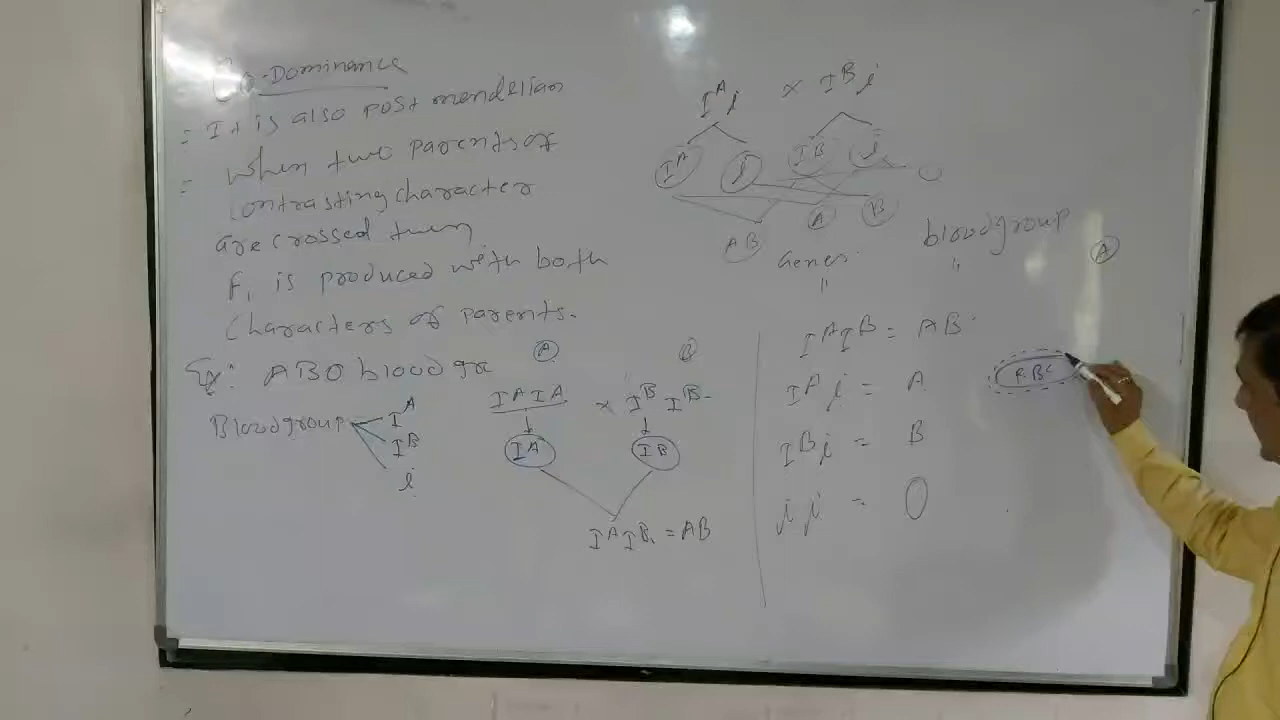 Co-Dominance
= It is also post mendelian
= when two parents of
contrasting character
are crossed then
F₁ is produced with both
characters of parents.
Eg: ABO blood gr
Bloodgroup
I^A
I^B
i
A
B
I^A I^A × I^B I^B
I^A
I^B
I^A I^B = AB
I^A i × I^B i
I^A
i
I^B
i
AB
A
B
O
Genes
bloodgroup
"
"
A
I^A I^B = AB
I^A i = A
I^B i = B
i i = O
RBC